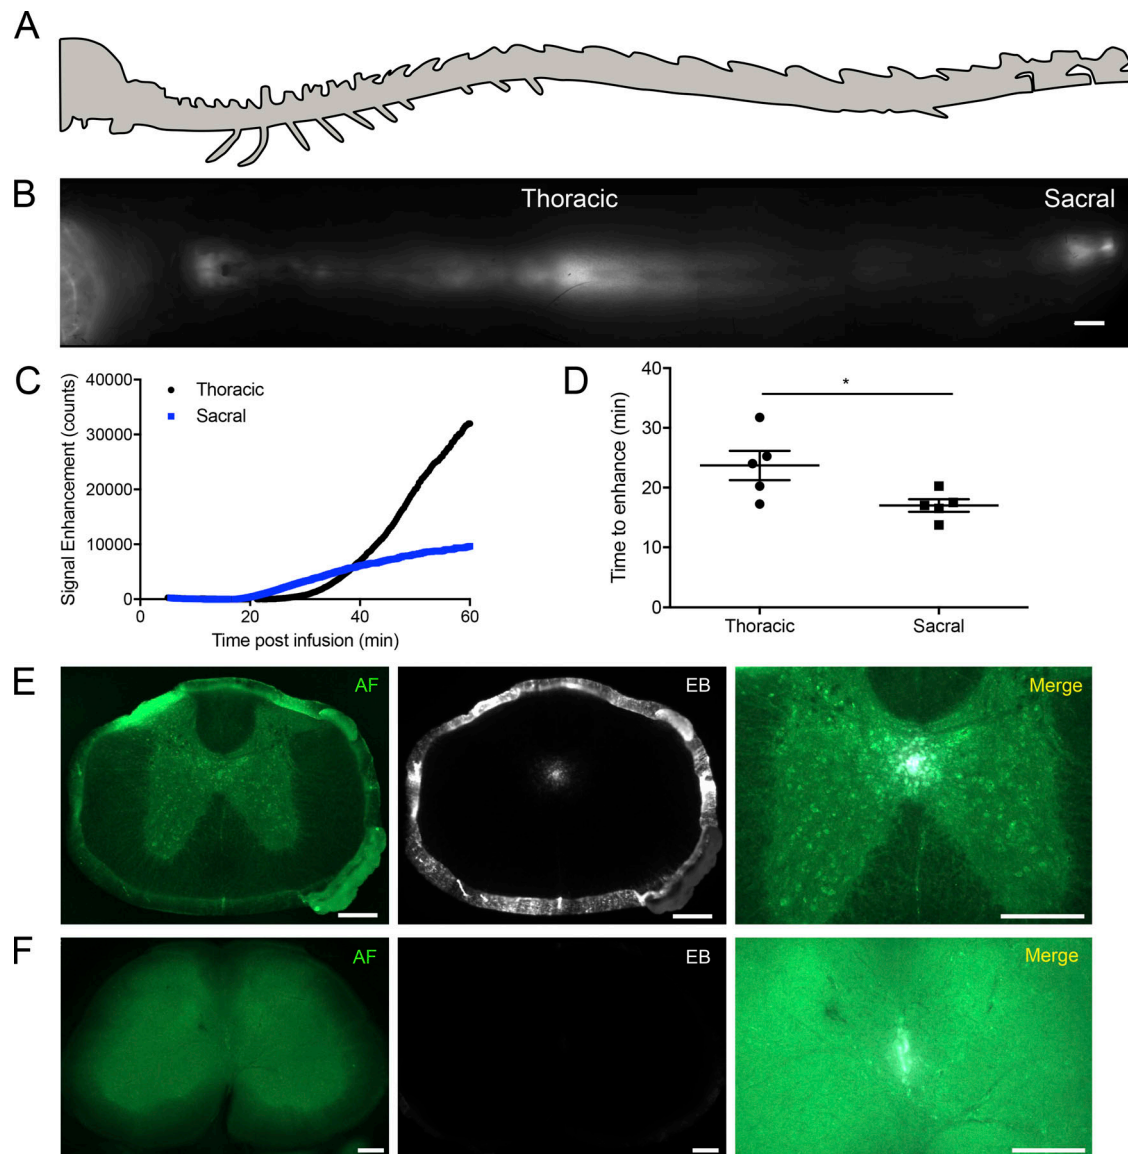 A
B
Thoracic
Sacral
C
Signal Enhancement (counts)
40000
30000
20000
10000
0
Thoracic
Sacral
0
20
40
60
Time post infusion (min)
D
Time to enhance (min)
40
30
20
10
0
*
Thoracic
Sacral
E
AF
EB
Merge
F
AF
EB
Merge